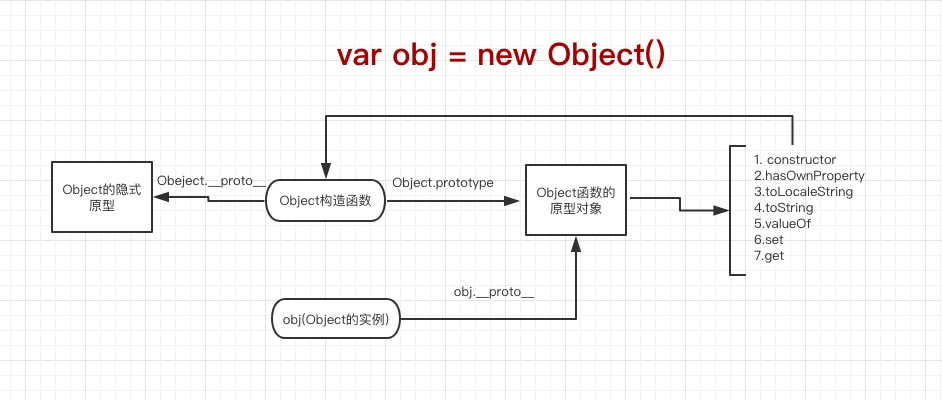 var obj = new Object()
Object的隐式
原型
Obeject.__proto__
Object构造函数
Object.prototype
Object函数的
原型对象
1. constructor
2.hasOwnProperty
3.toLocaleString
4.toString
5.valueOf
6.set
7.get
obj.__proto__
obj(Object的实例)